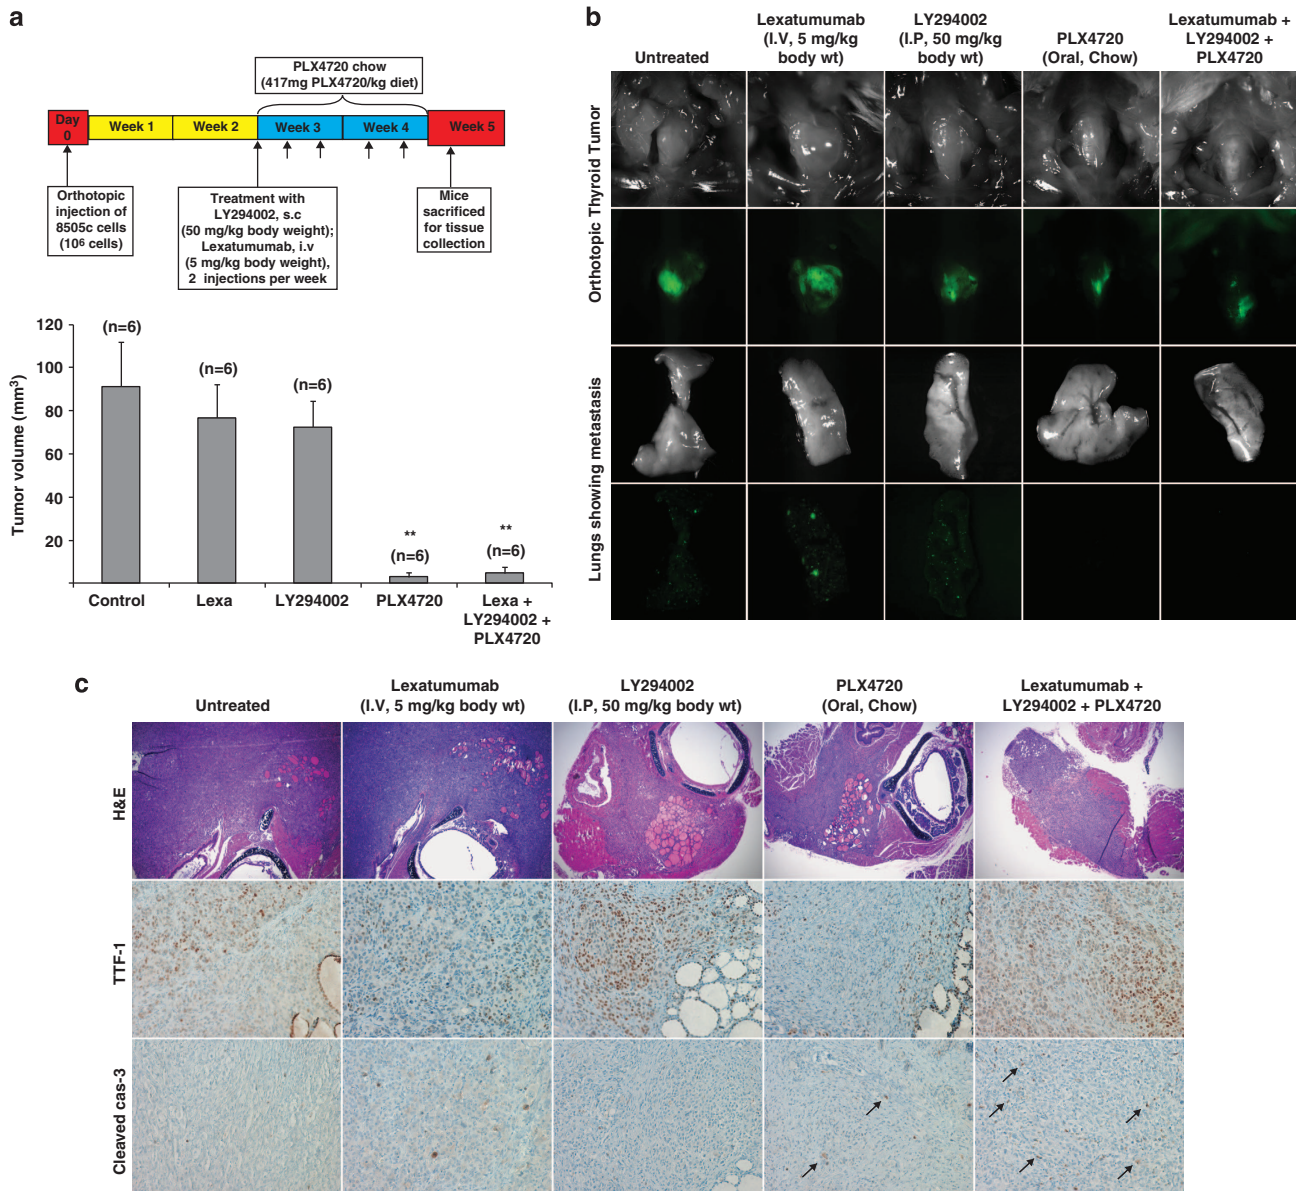 a
PLX4720 chow
(417mg PLX4720/kg diet)
Day
0
Week 1
Week 2
Week 3
Week 4
Week 5
Orthotopic
injection of
8505c cells
(10⁶ cells)
Treatment with
LY294002, s.c
(50 mg/kg body weight);
Lexatumumab, i.v
(5 mg/kg body weight),
2 injections per week
Mice
sacrificed
for tissue
collection
Tumor volume (mm³)
120
100
80
60
40
20
(n=6)
(n=6)
(n=6)
**
(n=6)
**
(n=6)
Control
Lexa
LY294002
PLX4720
Lexa +
LY294002 +
PLX4720
b
Untreated
Lexatumumab
(I.V, 5 mg/kg
body wt)
LY294002
(I.P, 50 mg/kg
body wt)
PLX4720
(Oral, Chow)
Lexatumumab +
LY294002 +
PLX4720
Orthotopic Thyroid Tumor
Lungs showing metastasis
c
Untreated
Lexatumumab
(I.V, 5 mg/kg body wt)
LY294002
(I.P, 50 mg/kg body wt)
PLX4720
(Oral, Chow)
Lexatumumab +
LY294002 + PLX4720
H&E
TTF-1
Cleaved cas-3